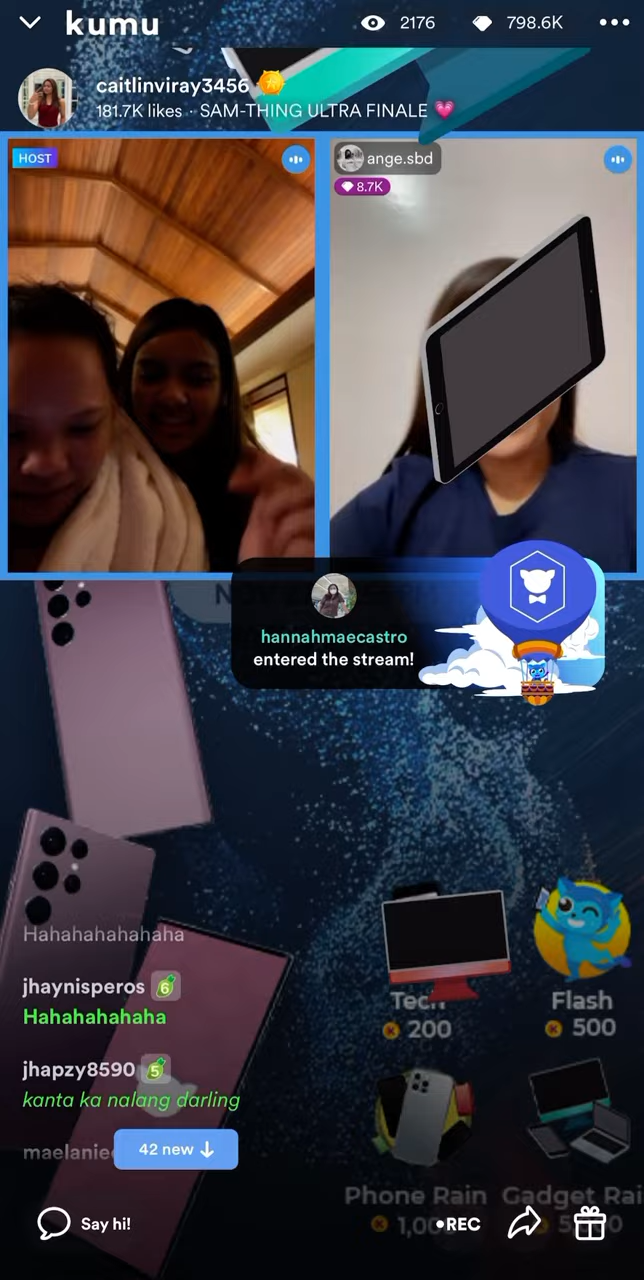 kumu
2176
798.6K
caitlinviray3456
181.7K likes · SAM-THING ULTRA FINALE 💗
HOST
ange.sbd
8.7K
hannahmaecastro
entered the stream!
Hahahahahahaha
jhaynisperos 6
Hahahahahaha
jhapzy8590 5
kanta ka nalang darling
42 new ↓
Tech
200
Flash
500
Phone Rain
Gadget Rai
Say hi!
•REC